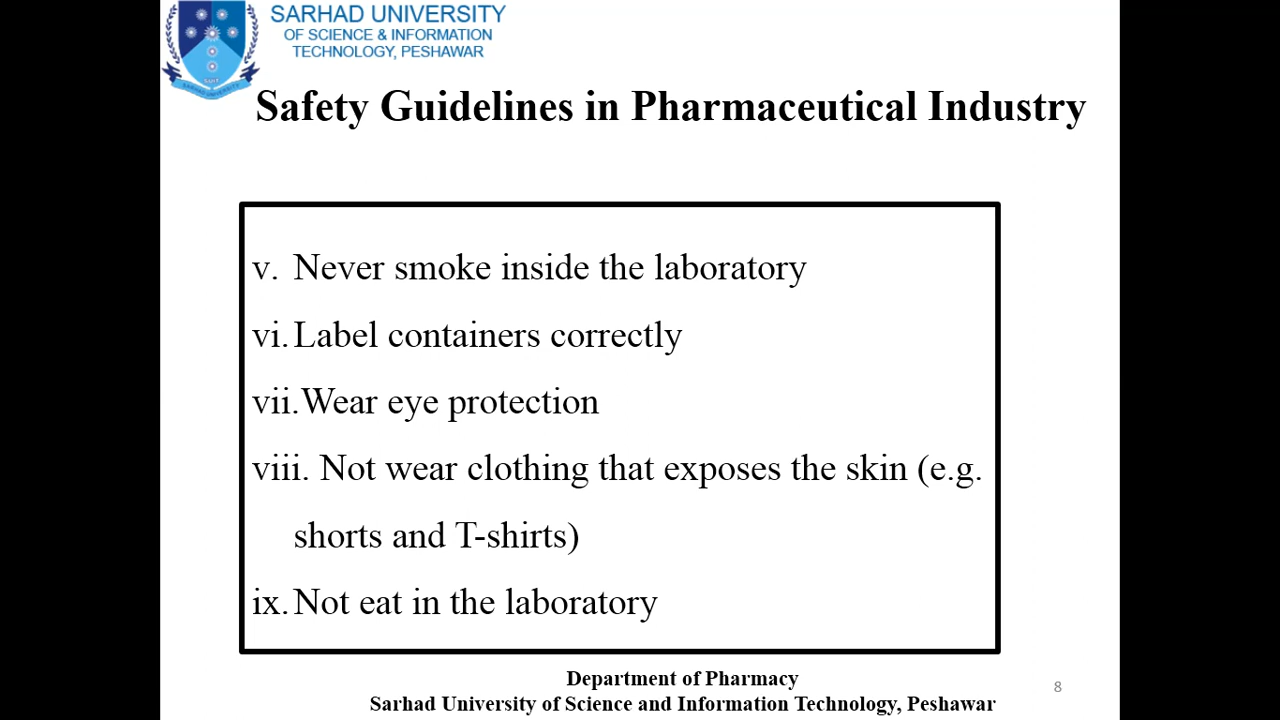 SARHAD UNIVERSITY
OF SCIENCE & INFORMATION
TECHNOLOGY, PESHAWAR
Safety Guidelines in Pharmaceutical Industry
v. Never smoke inside the laboratory
vi. Label containers correctly
vii.Wear eye protection
viii. Not wear clothing that exposes the skin (e.g.
shorts and T-shirts)
ix. Not eat in the laboratory
Department of Pharmacy
Sarhad University of Science and Information Technology, Peshawar
8